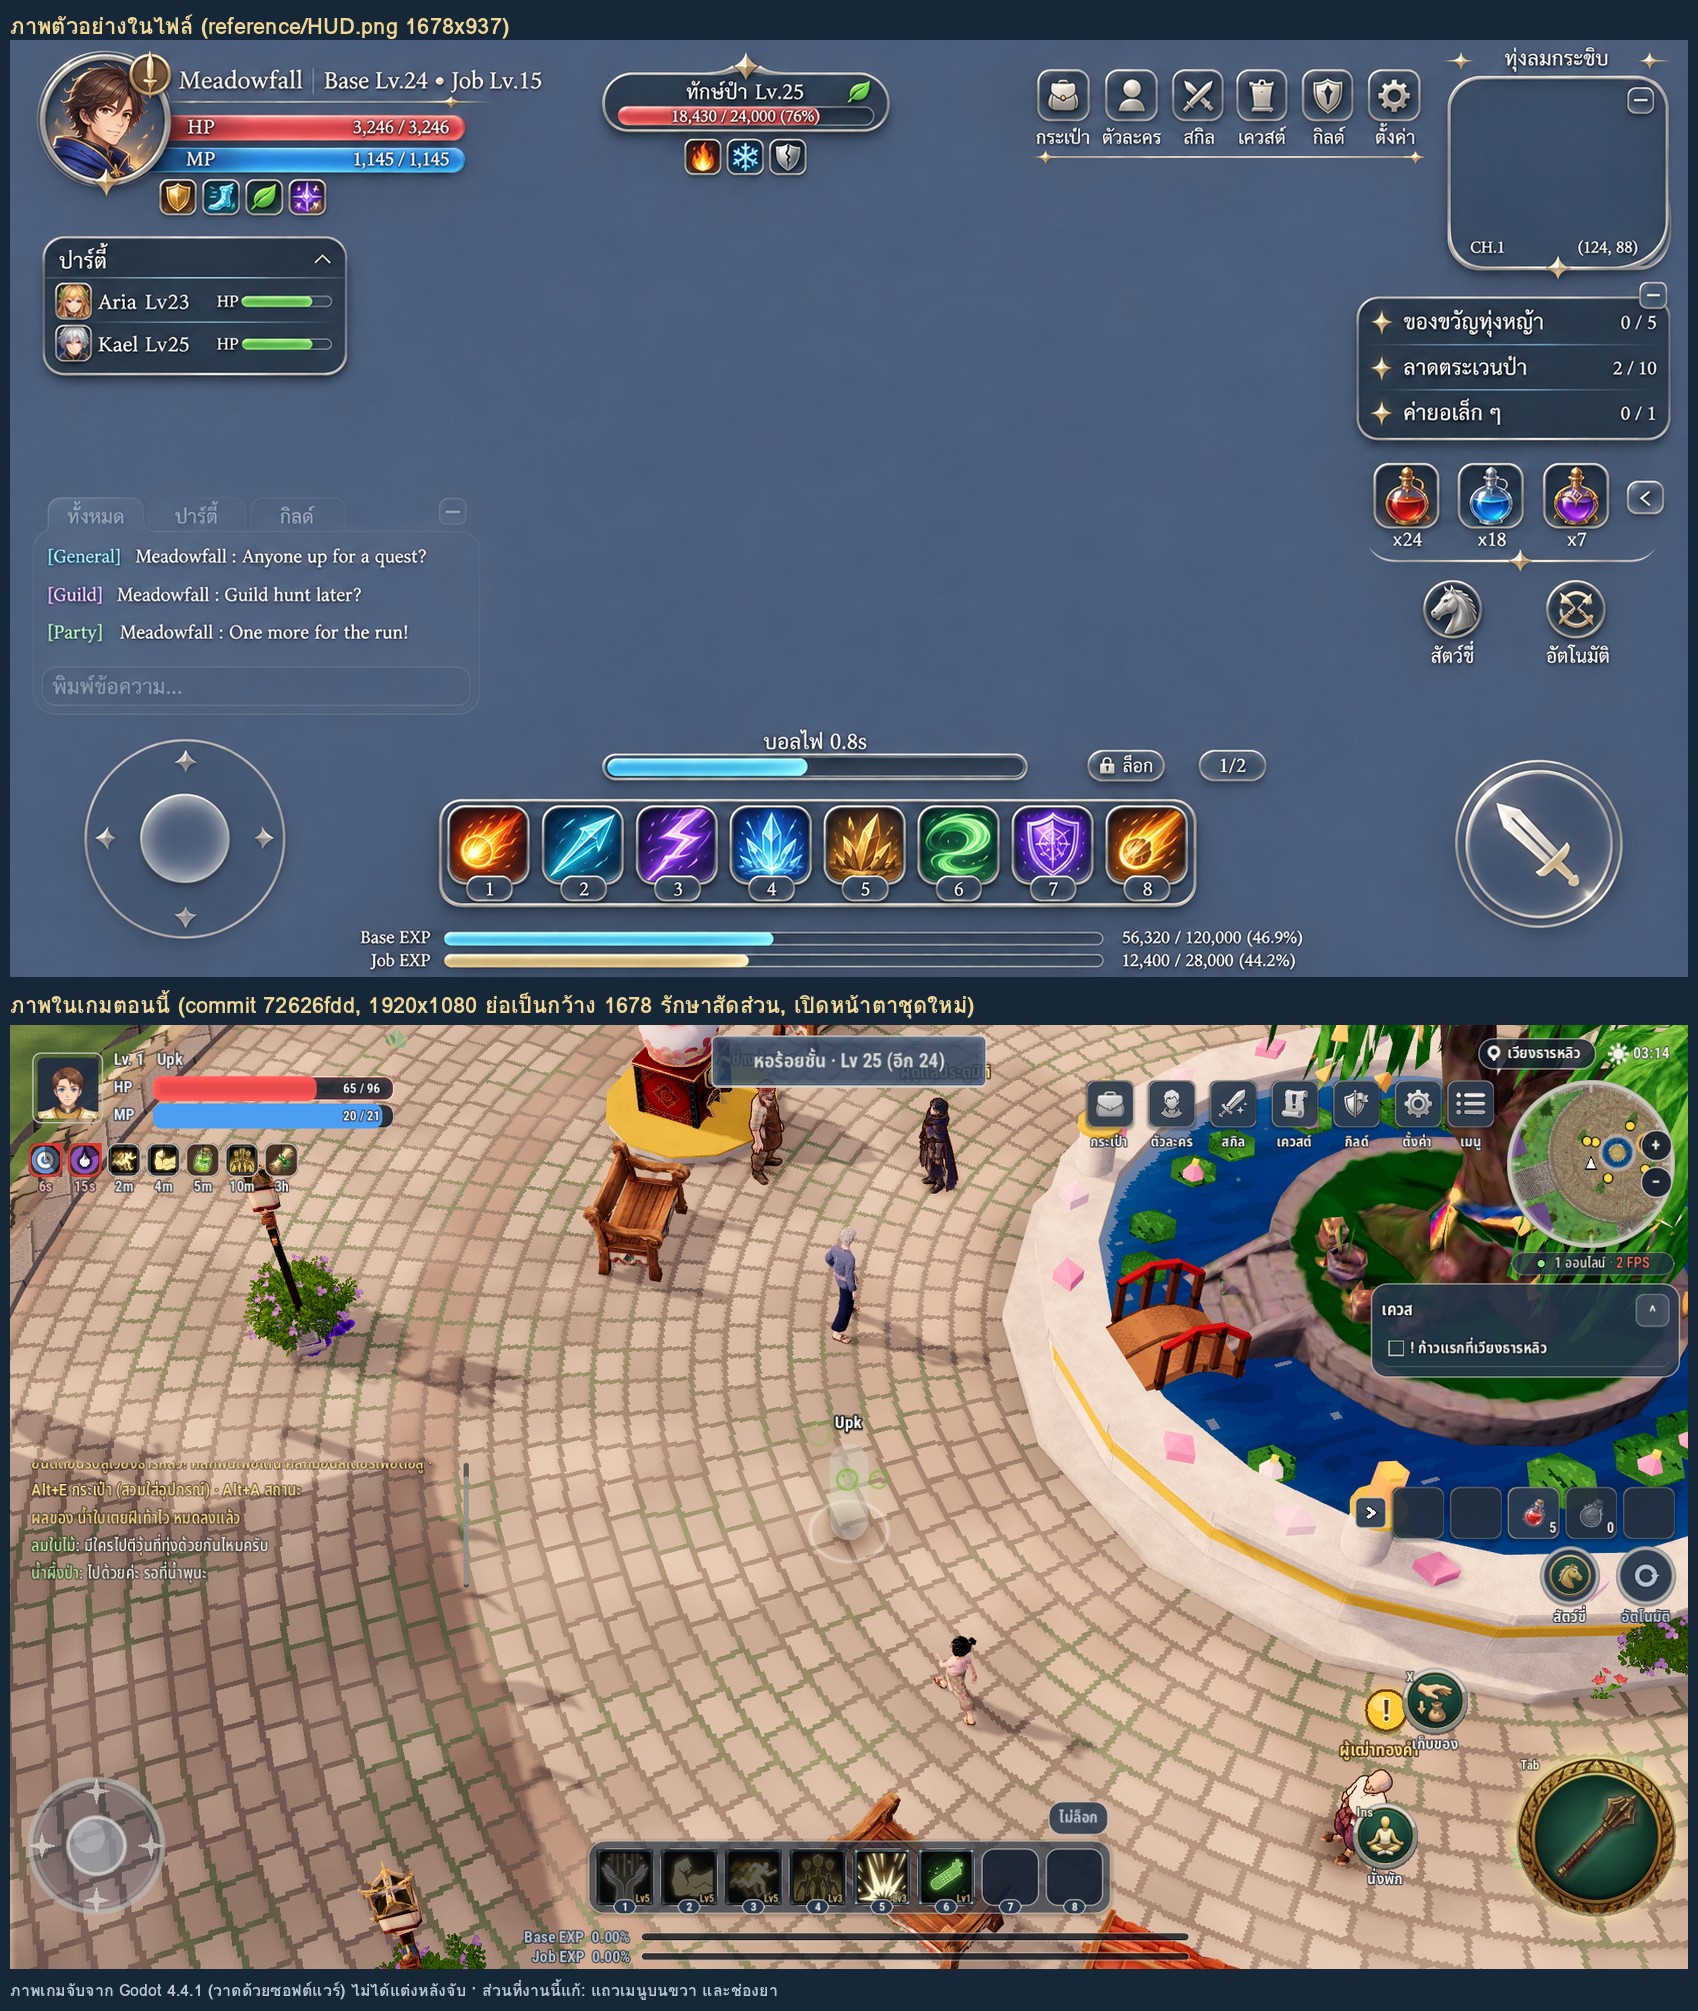 ภาพตัวอย่างในไฟล์ (reference/HUD.png 1678x937)
Meadowfall | Base Lv.24 • Job Lv.15
HP 3,246 / 3,246
MP 1,145 / 1,145
ทักษ์ป่า Lv.25
18,430 / 24,000 (76%)
กระเป๋า ตัวละคร สกิล เควสต์ กิลด์ ตั้งค่า
ทุ่งลมกระซิบ
CH.1 (124, 88)
ปาร์ตี้
Aria Lv23 HP
Kael Lv25 HP
ของขวัญทุ่งหญ้า 0 / 5
ลาดตระเวนป่า 2 / 10
ค่ายอเล็ก ๆ 0 / 1
x24 x18 x7
สัตว์ขี่ อัตโนมัติ
ทั้งหมด ปาร์ตี้ กิลด์
[General] Meadowfall : Anyone up for a quest?
[Guild] Meadowfall : Guild hunt later?
[Party] Meadowfall : One more for the run!
พิมพ์ข้อความ...
บอลไฟ 0.8s
ล็อก 1/2
1 2 3 4 5 6 7 8
Base EXP 56,320 / 120,000 (46.9%)
Job EXP 12,400 / 28,000 (44.2%)
ภาพในเกมตอนนี้ (commit 72626fdd, 1920x1080 ย่อเป็นกว้าง 1678 รักษาสัดส่วน, เปิดหน้าตาชุดใหม่)
Lv. 1 Upk
HP 65 / 96
MP 20 / 21
6s 15s 2m 4m 5m 10m 3h
หอร้อยชั้น · Lv 25 (อีก 24)
กระเป๋า ตัวละคร สกิล เควสต์ กิลด์ ตั้งค่า เมนู
เวียงธารหลิว 03:14
+
-
1 ออนไลน์ · 2 FPS
เควส ^
! ก้าวแรกที่เวียงธารหลิว
Upk
Alt+E กระเป๋า (สวมใส่อุปกรณ์) · Alt+A สถานะ
ผลของ น้ำใบเตยฝีเท้าไว หมดลงแล้ว
ลมใบไม้: มีใครไปตีวุ้นที่ทุ่งด้วยกันไหมครับ
น้ำผึ้งป่า: ไปด้วยค่ะ รอที่น้ำพุนะ
> 5 0
สัตว์ขี่ อัตโนมัติ
X
!
ผู้เฒ่าทองคำ เก็บของ
Tab
Ins
นั่งพัก
ไม่ล็อก
Lv5 Lv5 Lv5 Lv3 Lv3 Lv1
1 2 3 4 5 6 7 8
Base EXP 0.00%
Job EXP 0.00%
ภาพเกมจับจาก Godot 4.4.1 (วาดด้วยซอฟต์แวร์) ไม่ได้แต่งหลังจับ · ส่วนที่งานนี้แก้: แถวเมนูบนขวา และช่องยา